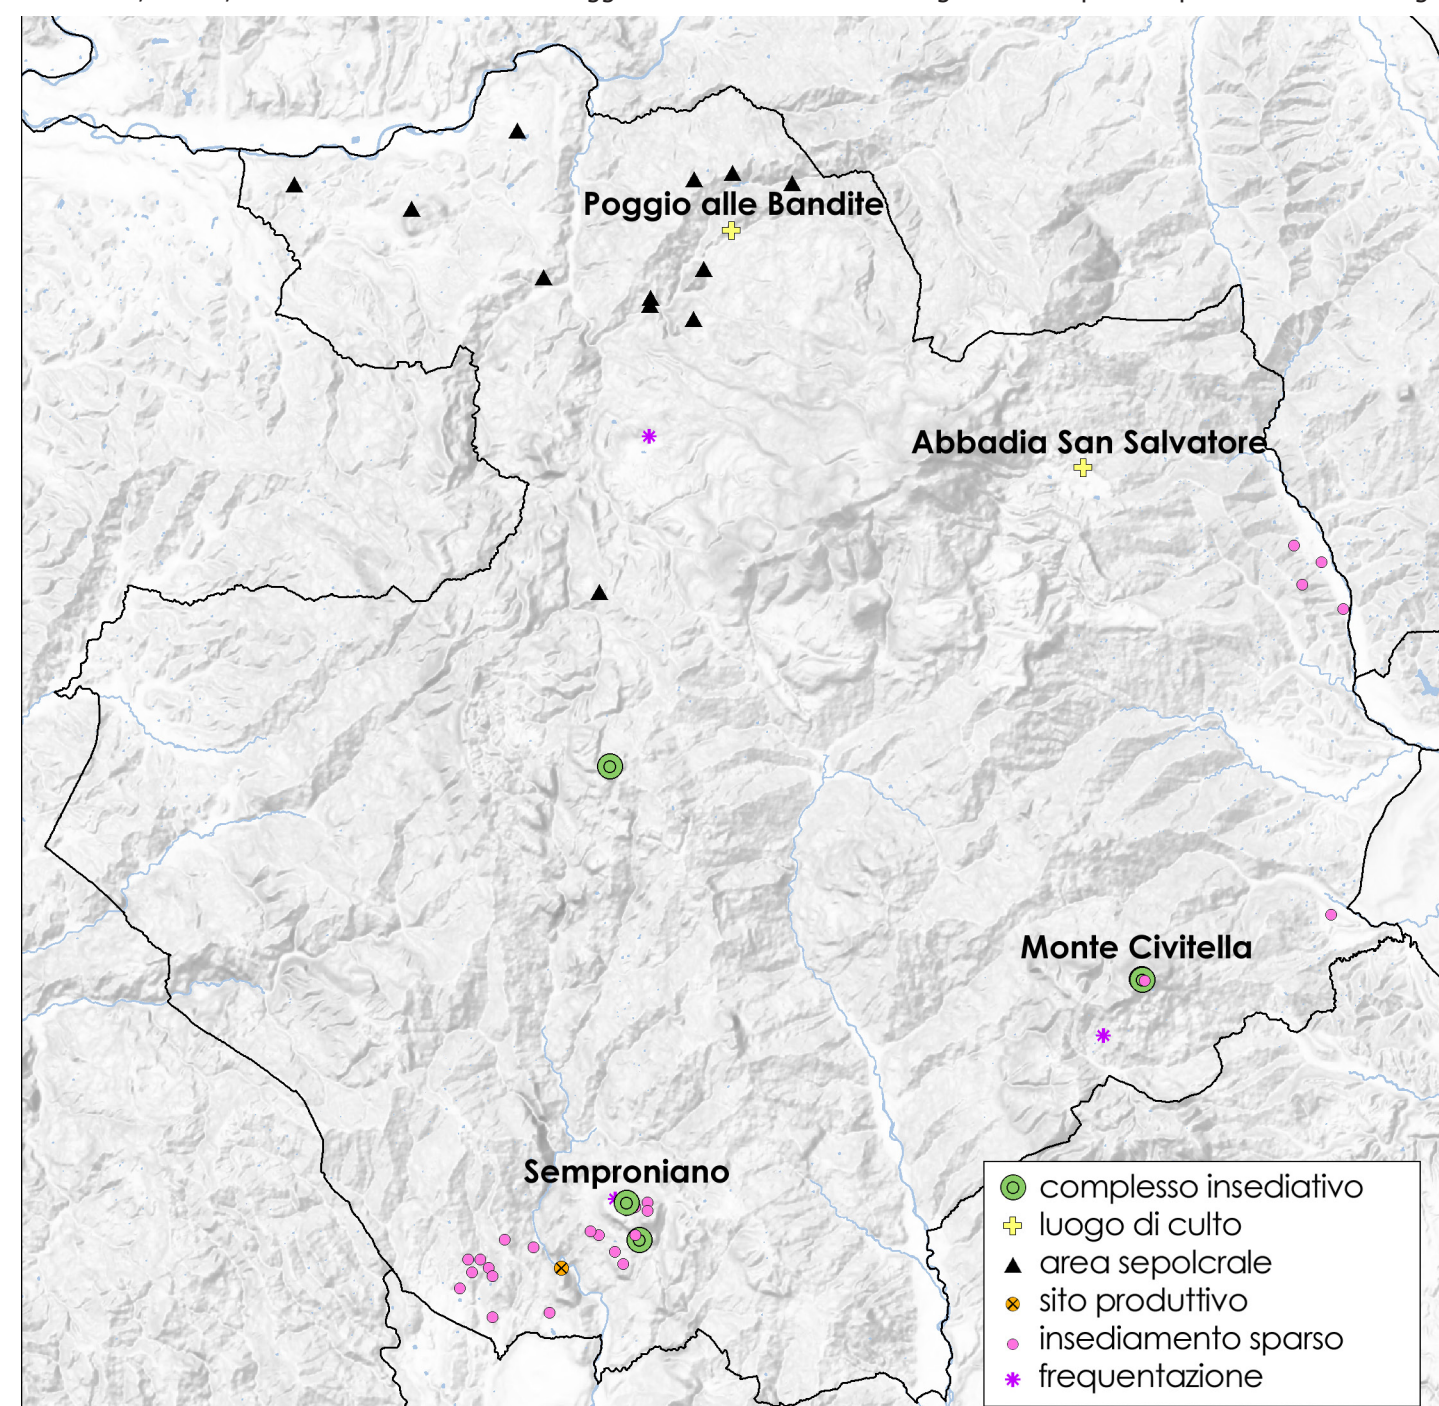 Poggio alle Bandite
Abbadia San Salvatore
Monte Civitella
Semproniano
complesso insediativo
luogo di culto
area sepolcrale
sito produttivo
insediamento sparso
frequentazione